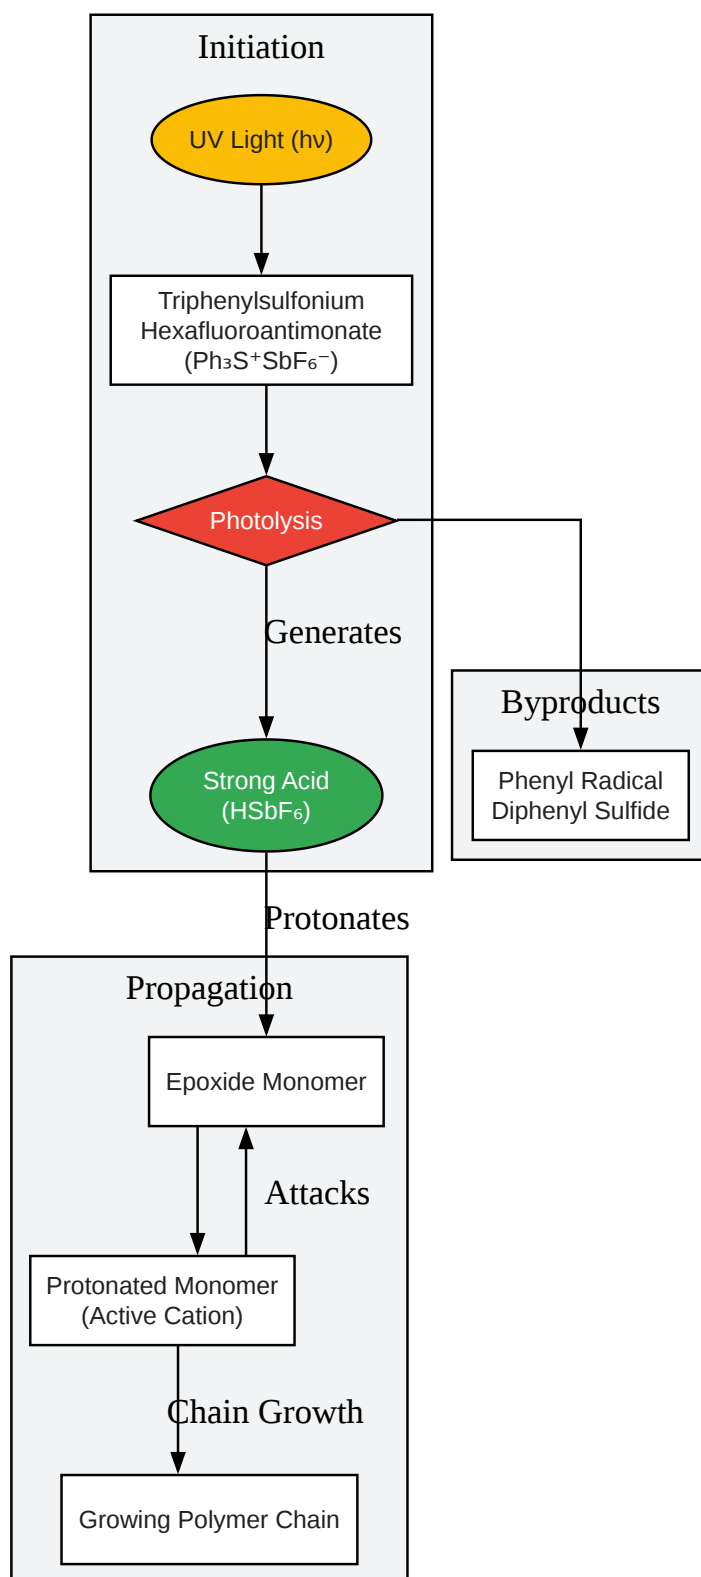 Initiation
UV Light (hν)
Triphenylsulfonium
Hexafluoroantimonate
(Ph₃S⁺SbF₆⁻)
Photolysis
Generates
Byproducts
Phenyl Radical
Diphenyl Sulfide
Strong Acid
(HSbF₆)
Protonates
Propagation
Epoxide Monomer
Attacks
Protonated Monomer
(Active Cation)
Chain Growth
Growing Polymer Chain